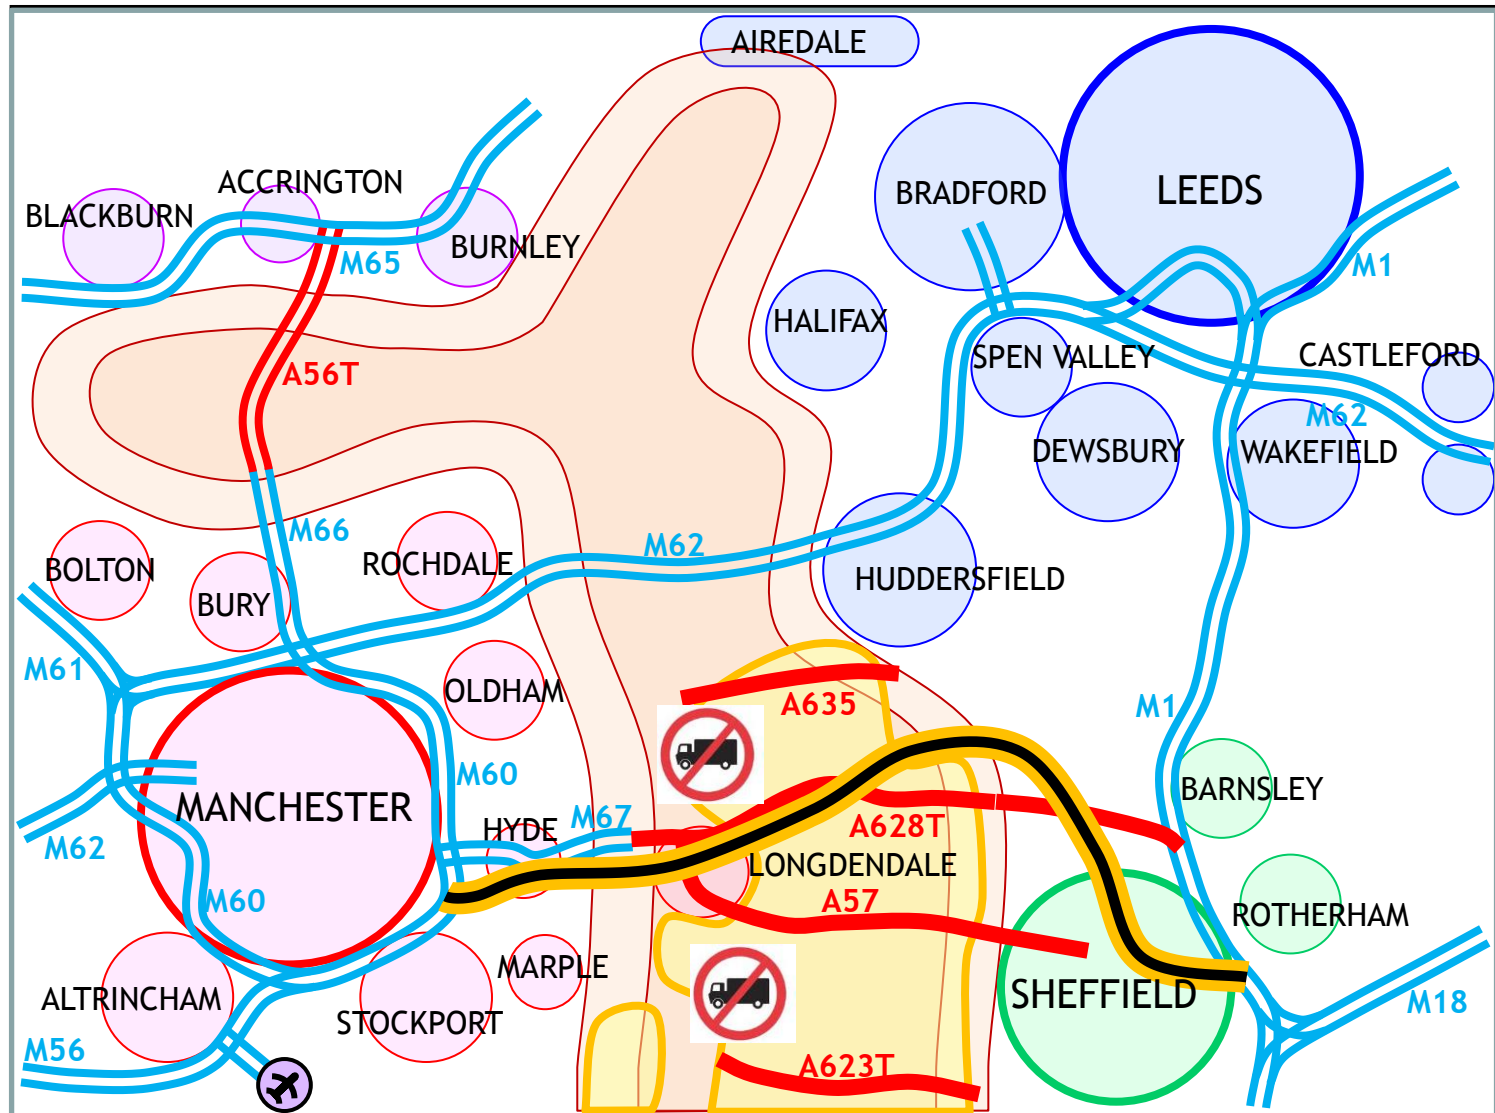 AIREDALE
ACCRINGTON
BLACKBURN
BURNLEY
M65
BRADFORD
LEEDS
M1
HALIFAX
SPEN VALLEY
CASTLEFORD
A56T
M62
DEWSBURY
WAKEFIELD
M66
M62
BOLTON
ROCHDALE
BURY
HUDDERSFIELD
M61
OLDHAM
A635
M1
M60
MANCHESTER
BARNSLEY
HYDE
M67
A628T
M62
LONGDENDALE
M60
A57
ROTHERHAM
MARPLE
ALTRINCHAM
STOCKPORT
SHEFFIELD
M18
M56
A623T